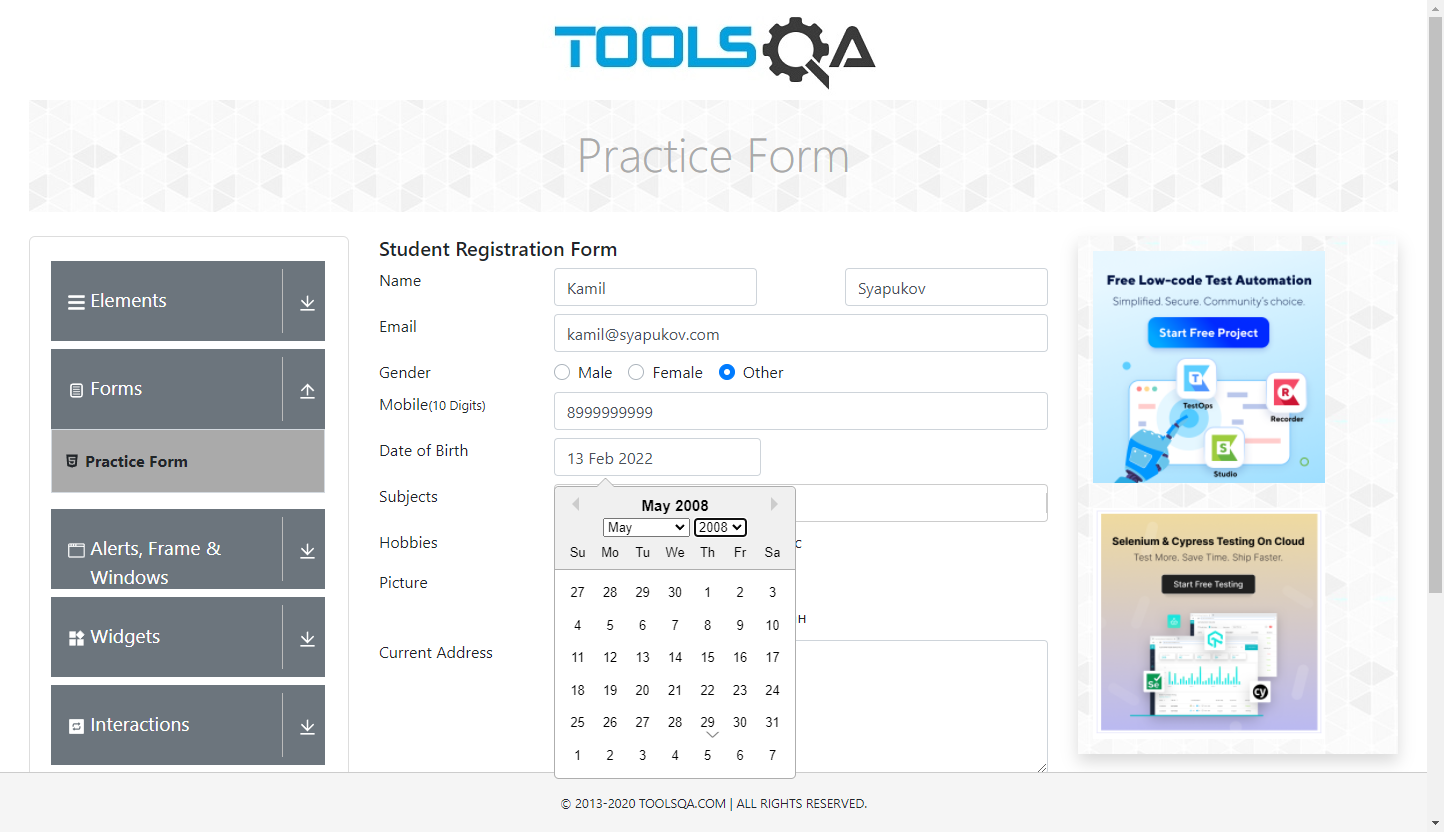 TOOLSQA
Practice Form
Elements
Forms
Practice Form
Alerts, Frame &
Windows
Widgets
Interactions
Student Registration Form
Name
Kamil
Syapukov
Email
kamil@syapukov.com
Gender
Male
Female
Other
Mobile(10 Digits)
8999999999
Date of Birth
13 Feb 2022
Subjects
Hobbies
c
Picture
н
Current Address
May 2008
May
2008
Su Mo Tu We Th Fr Sa
27 28 29 30 1 2 3
4 5 6 7 8 9 10
11 12 13 14 15 16 17
18 19 20 21 22 23 24
25 26 27 28 29 30 31
1 2 3 4 5 6 7
Free Low-code Test Automation
Simplified. Secure. Community's choice.
Start Free Project
TestOps
Recorder
Studio
Selenium & Cypress Testing On Cloud
Test More. Save Time. Ship Faster.
Start Free Testing
Se
cy
© 2013-2020 TOOLSQA.COM | ALL RIGHTS RESERVED.